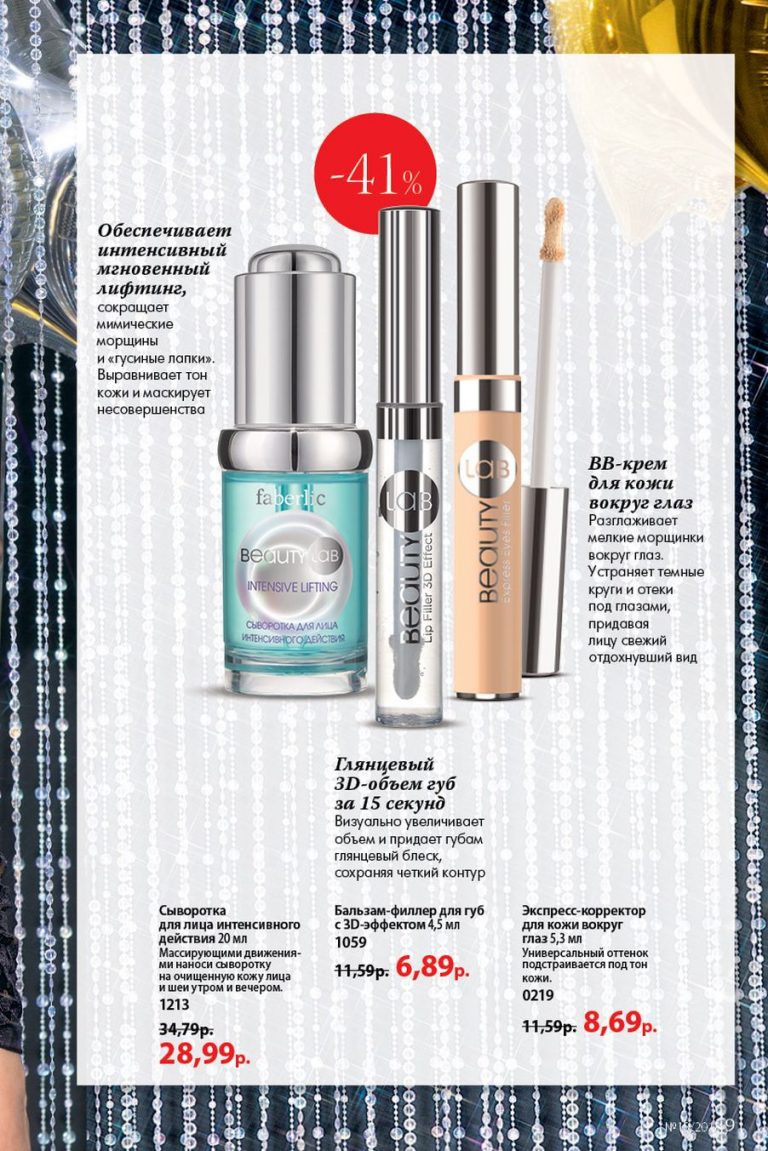 -41%
Обеспечивает
интенсивный
мгновенный
лифтинг,
сокращает
мимические
морщины
и «гусиные лапки».
Выравнивает тон
кожи и маскирует
несовершенства
faberlic
BEAUTY LAB
INTENSIVE LIFTING
СЫВОРОТКА ДЛЯ ЛИЦА
ИНТЕНСИВНОГО ДЕЙСТВИЯ
BEAUTY LAB
Lip Filler 3D Effect
BEAUTY LAB
Express Eyes Filler
BB-крем
для кожи
вокруг глаз
Разглаживает
мелкие морщинки
вокруг глаз.
Устраняет темные
круги и отеки
под глазами,
придавая
лицу свежий
отдохнувший вид
Глянцевый
3D-объем губ
за 15 секунд
Визуально увеличивает
объем и придает губам
глянцевый блеск,
сохраняя четкий контур
Сыворотка
для лица интенсивного
действия 20 мл
Массирующими движения-
ми наноси сыворотку
на очищенную кожу лица
и шеи утром и вечером.
1213
34,79р.
28,99р.
Бальзам-филлер для губ
с 3D-эффектом 4,5 мл
1059
11,59р. 6,89р.
Экспресс-корректор
для кожи вокруг
глаз 5,3 мл
Универсальный оттенок
подстраивается под тон
кожи.
0219
11,59р. 8,69р.
9